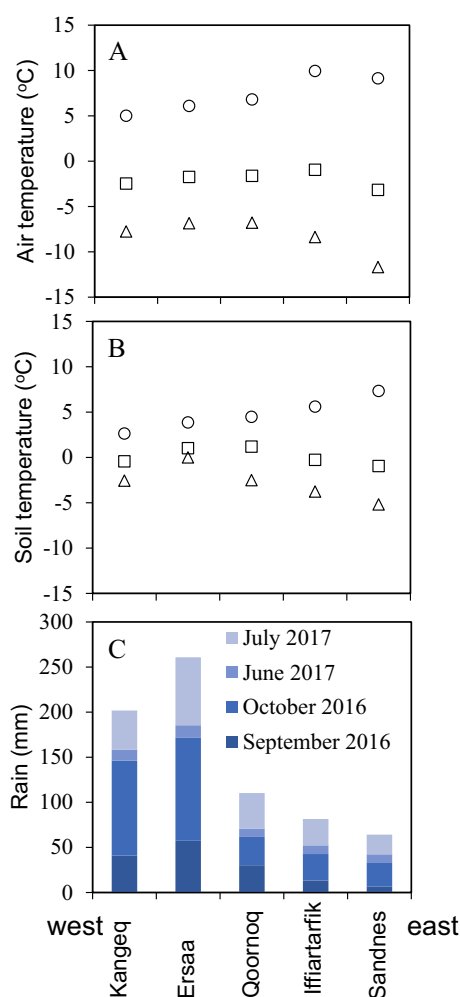 A
Air temperature (°C)
15
10
5
0
-5
-10
-15
B
Soil temperature (°C)
15
10
5
0
-5
-10
-15
C
Rain (mm)
300
250
200
150
100
50
0
July 2017
June 2017
October 2016
September 2016
west
Kangeq
Ersaa
Qoornoq
Iffiartarfik
Sandnes
east